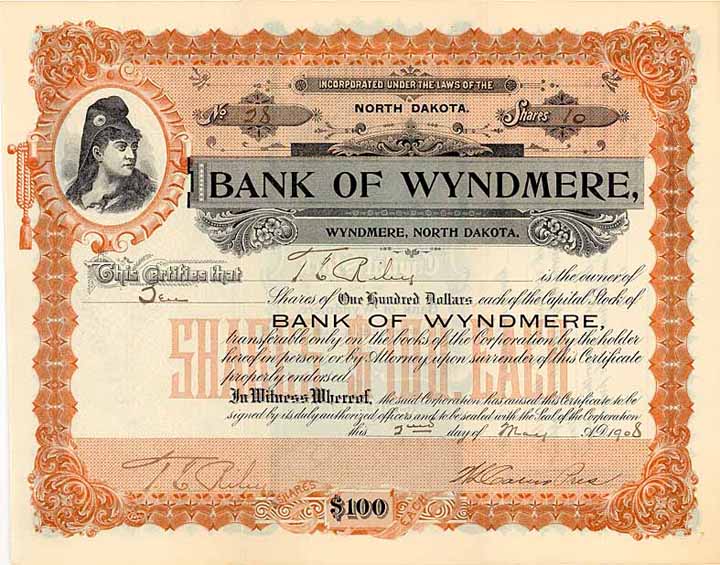 INCORPORATED UNDER THE LAWS OF THE
NORTH DAKOTA.
No 28
Shares 10
BANK OF WYNDMERE,
WYNDMERE, NORTH DAKOTA.
This Certifies that T. E. Riley is the owner of
Ten Shares of One Hundred Dollars each of the Capital Stock of
BANK OF WYNDMERE,
transferable only on the books of the Corporation by the holder
hereof in person or by Attorney upon surrender of this Certificate
properly endorsed.
In Witness Whereof, the said Corporation has caused this Certificate to be
signed by its duly authorized officers and to be sealed with the Seal of the Corporation
this 2nd day of May A.D. 1908
T. E. Riley
Pres
SHARES $100 EACH